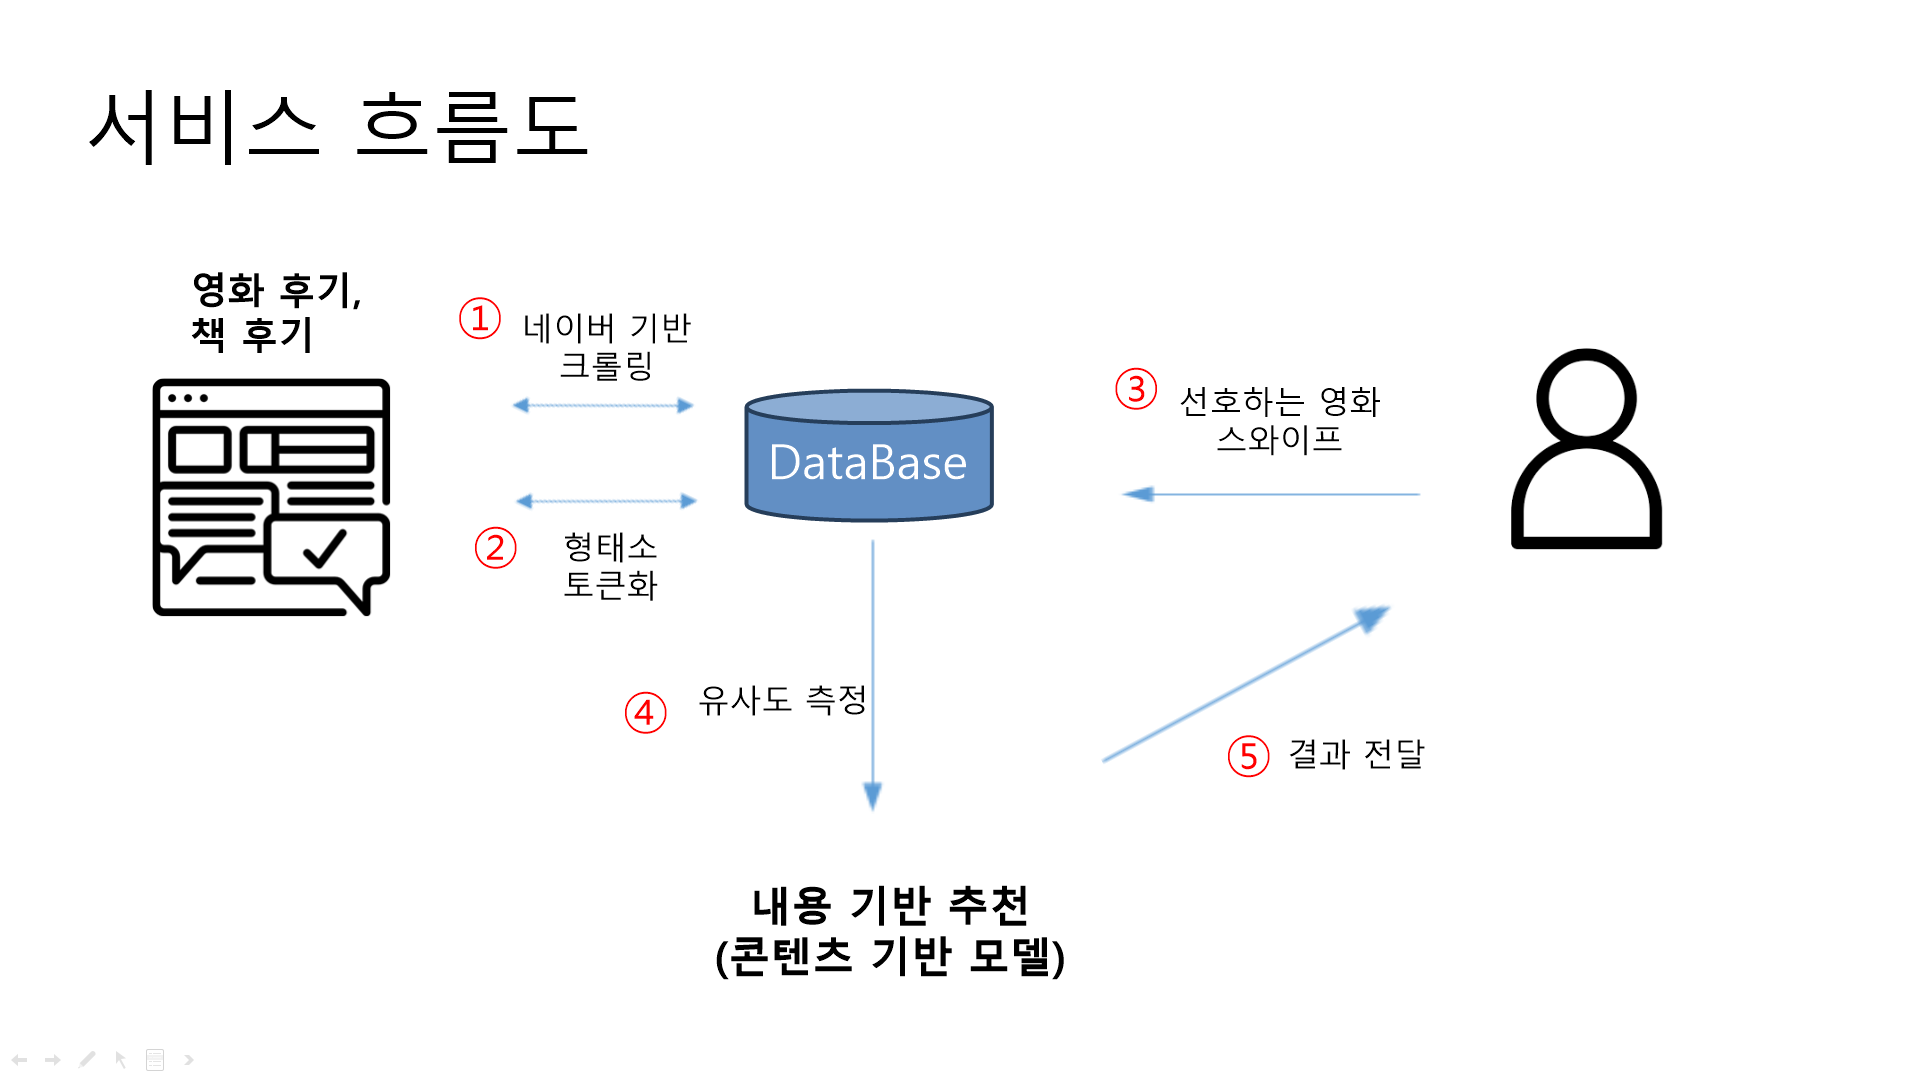 서비스 흐름도
영화 후기,
책 후기
① 네이버 기반
크롤링
② 형태소
토큰화
DataBase
③ 선호하는 영화
스와이프
④ 유사도 측정
⑤ 결과 전달
내용 기반 추천
(콘텐츠 기반 모델)